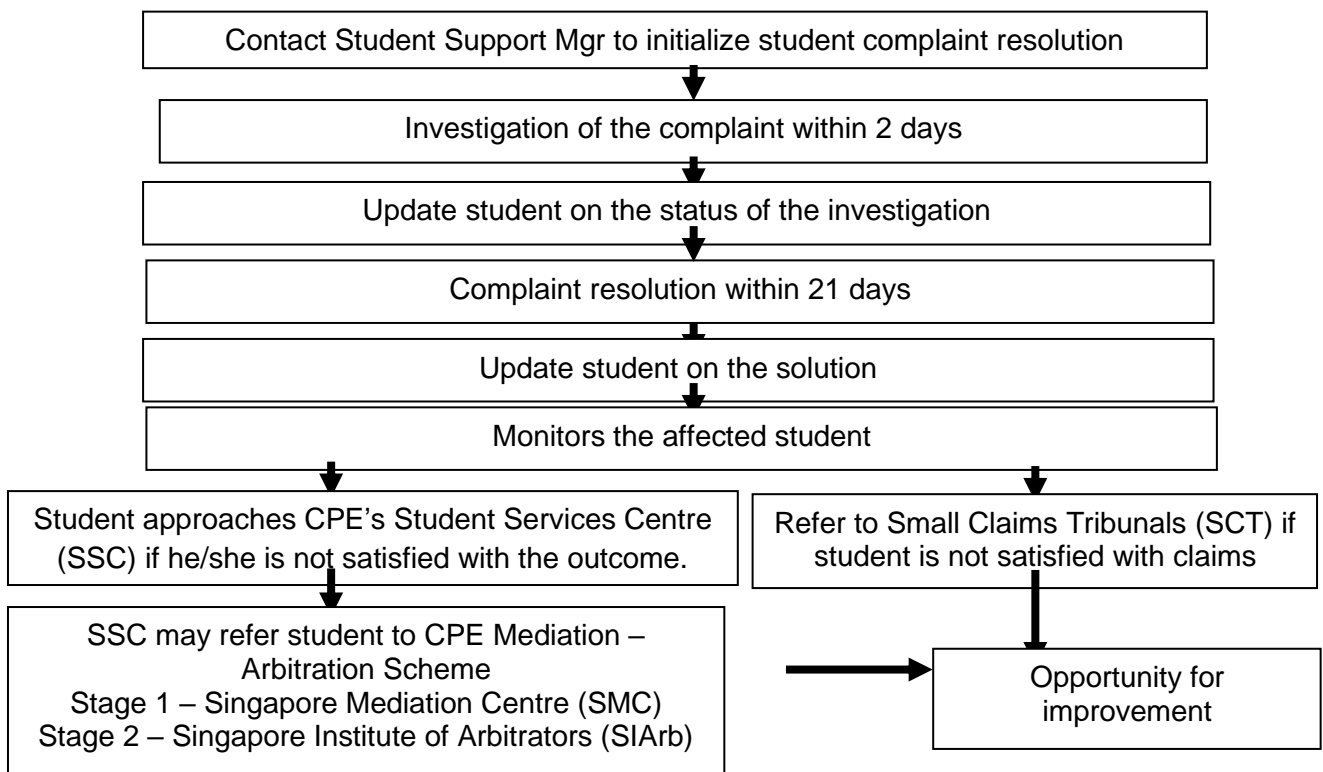 Contact Student Support Mgr to initialize student complaint resolution
Investigation of the complaint within 2 days
Update student on the status of the investigation
Complaint resolution within 21 days
Update student on the solution
Monitors the affected student
Student approaches CPE’s Student Services Centre
(SSC) if he/she is not satisfied with the outcome.
Refer to Small Claims Tribunals (SCT) if
student is not satisfied with claims
SSC may refer student to CPE Mediation –
Arbitration Scheme
Stage 1 – Singapore Mediation Centre (SMC)
Stage 2 – Singapore Institute of Arbitrators (SIArb)
Opportunity for
improvement